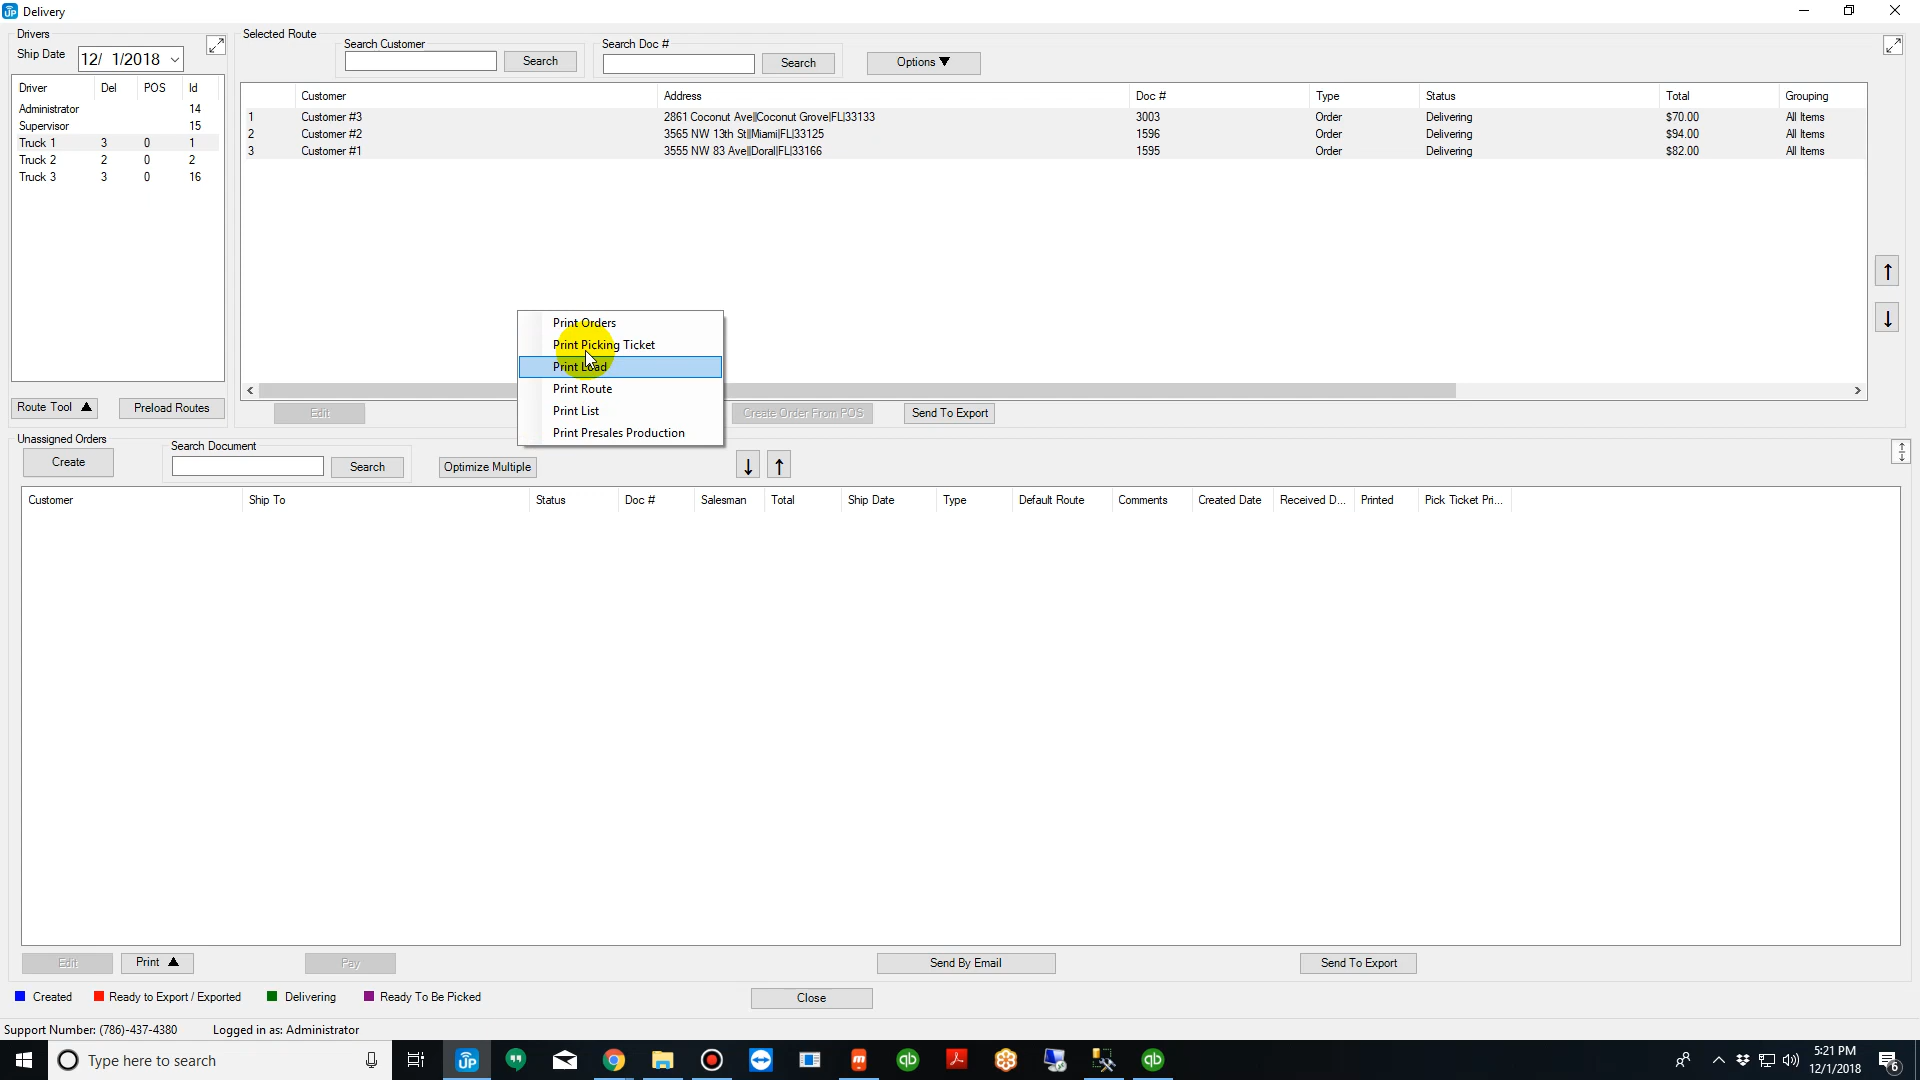 Delivery
Drivers
Ship Date 12/ 1/2018
Driver Del POS Id
Administrator 14
Supervisor 15
Truck 1 3 0 1
Truck 2 2 0 2
Truck 3 3 0 16
Route Tool ▲ Preload Routes
Selected Route
Search Customer
Search
Search Doc #
Search
Options ▼
Customer Address Doc # Type Status Total Grouping
1 Customer #3 2861 Coconut Ave||Coconut Grove|FL|33133 3003 Order Delivering $70.00 All Items
2 Customer #2 3565 NW 13th St||Miami|FL|33125 1596 Order Delivering $94.00 All Items
3 Customer #1 3555 NW 83 Ave||Doral|FL|33166 1595 Order Delivering $82.00 All Items
Print Orders
Print Picking Ticket
Print Load
Print Route
Print List
Print Presales Production
Edit Create Order From POS Send To Export
Unassigned Orders
Create
Search Document
Search
Optimize Multiple
Customer Ship To Status Doc # Salesman Total Ship Date Type Default Route Comments Created Date Received D... Printed Pick Ticket Pri...
Edit Print ▲ Pay Send By Email Send To Export
Created Ready to Export / Exported Delivering Ready To Be Picked Close
Support Number: (786)-437-4380 Logged in as: Administrator
Type here to search
5:21 PM
12/1/2018
6